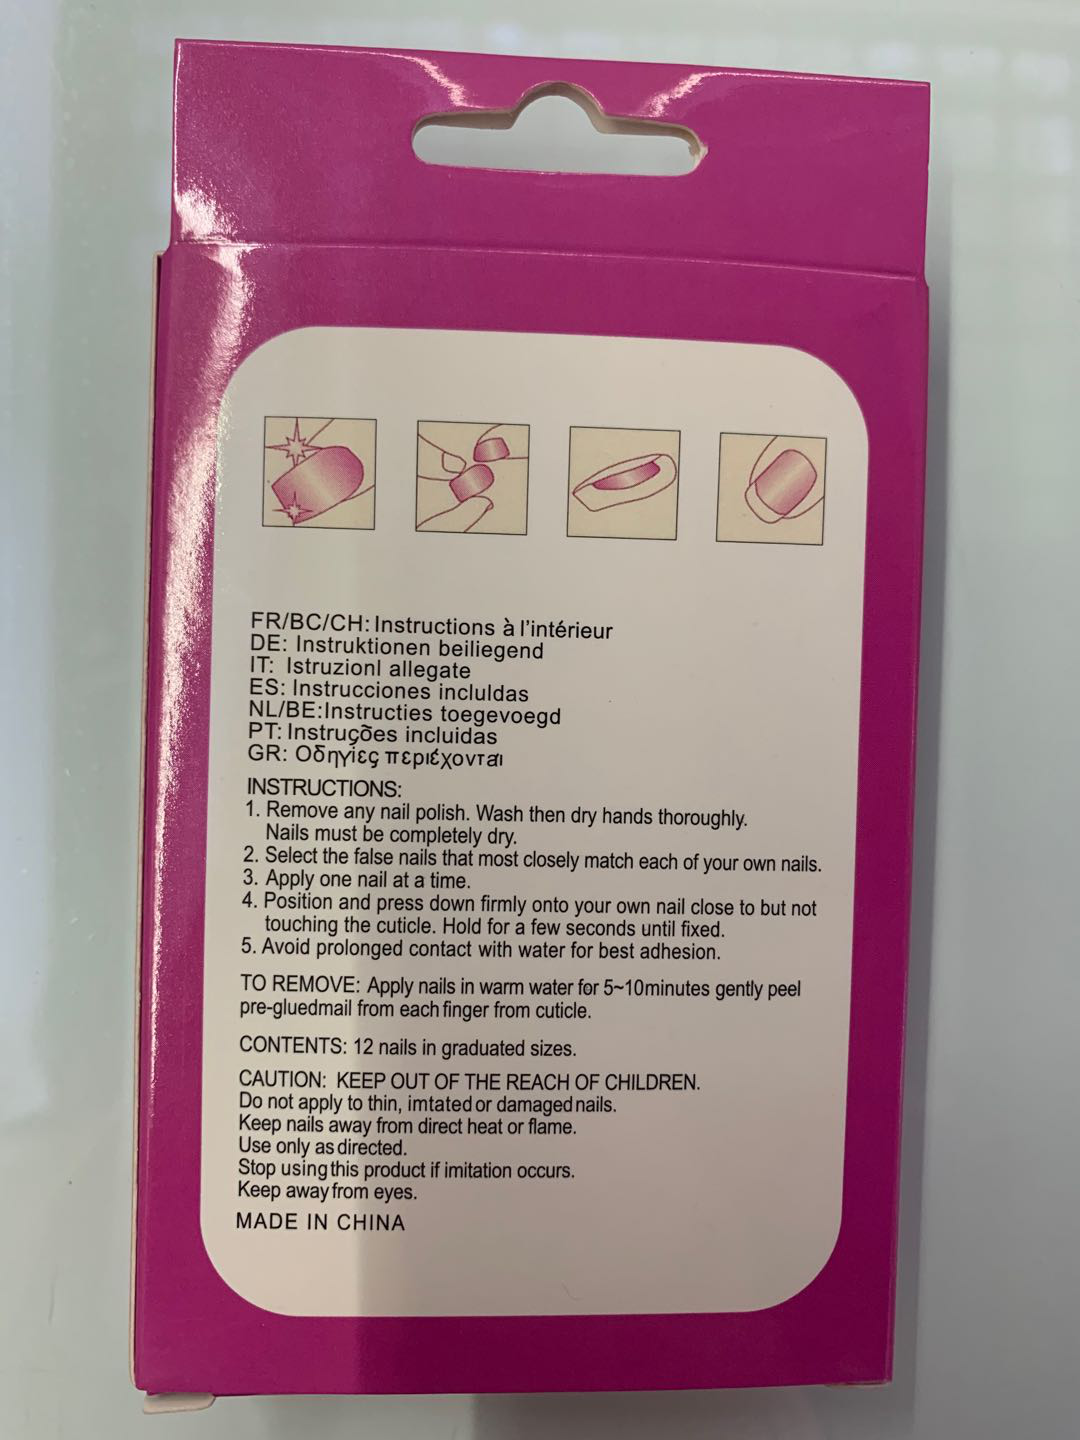 FR/BC/CH: Instructions à l'intérieur
DE: Instruktionen beiliegend
IT: Istruzionl allegate
ES: Instrucciones incluldas
NL/BE:Instructies toegevoegd
PT: Instruções incluidas
GR: Οδηγίες περιέχονται
INSTRUCTIONS:
1. Remove any nail polish. Wash then dry hands thoroughly.
Nails must be completely dry.
2. Select the false nails that most closely match each of your own nails.
3. Apply one nail at a time.
4. Position and press down firmly onto your own nail close to but not
touching the cuticle. Hold for a few seconds until fixed.
5. Avoid prolonged contact with water for best adhesion.
TO REMOVE: Apply nails in warm water for 5~10minutes gently peel
pre-gluedmail from each finger from cuticle.
CONTENTS: 12 nails in graduated sizes.
CAUTION: KEEP OUT OF THE REACH OF CHILDREN.
Do not apply to thin, imtated or damaged nails.
Keep nails away from direct heat or flame.
Use only as directed.
Stop using this product if imitation occurs.
Keep away from eyes.
MADE IN CHINA